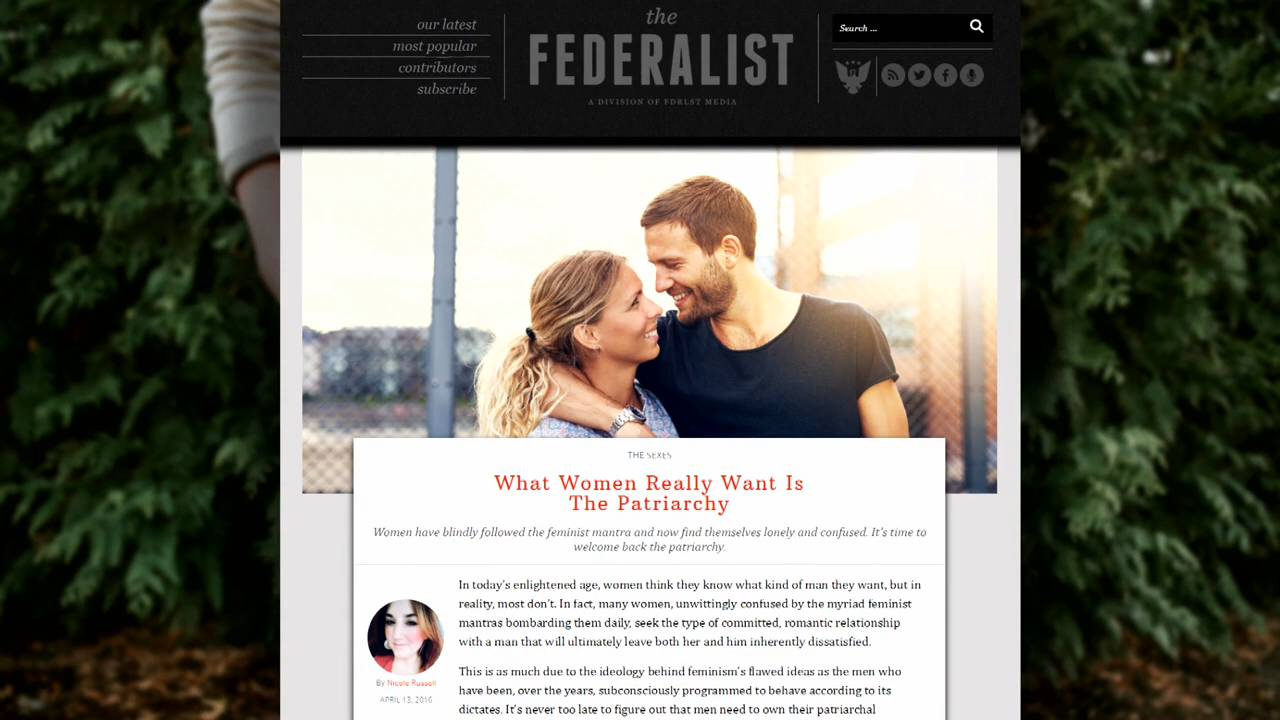 our latest
most popular
contributors
subscribe
the
FEDERALIST
A DIVISION OF FDRLST MEDIA
Search ...
THE SEXES
What Women Really Want Is
The Patriarchy
Women have blindly followed the feminist mantra and now find themselves lonely and confused. It's time to
welcome back the patriarchy.
In today's enlightened age, women think they know what kind of man they want, but in
reality, most don't. In fact, many women, unwittingly confused by the myriad feminist
mantras bombarding them daily, seek the type of committed, romantic relationship
with a man that will ultimately leave both her and him inherently dissatisfied.
By Nicole Russell
APRIL 13, 2016
This is as much due to the ideology behind feminism's flawed ideas as the men who
have been, over the years, subconsciously programmed to behave according to its
dictates. It's never too late to figure out that men need to own their patriarchal